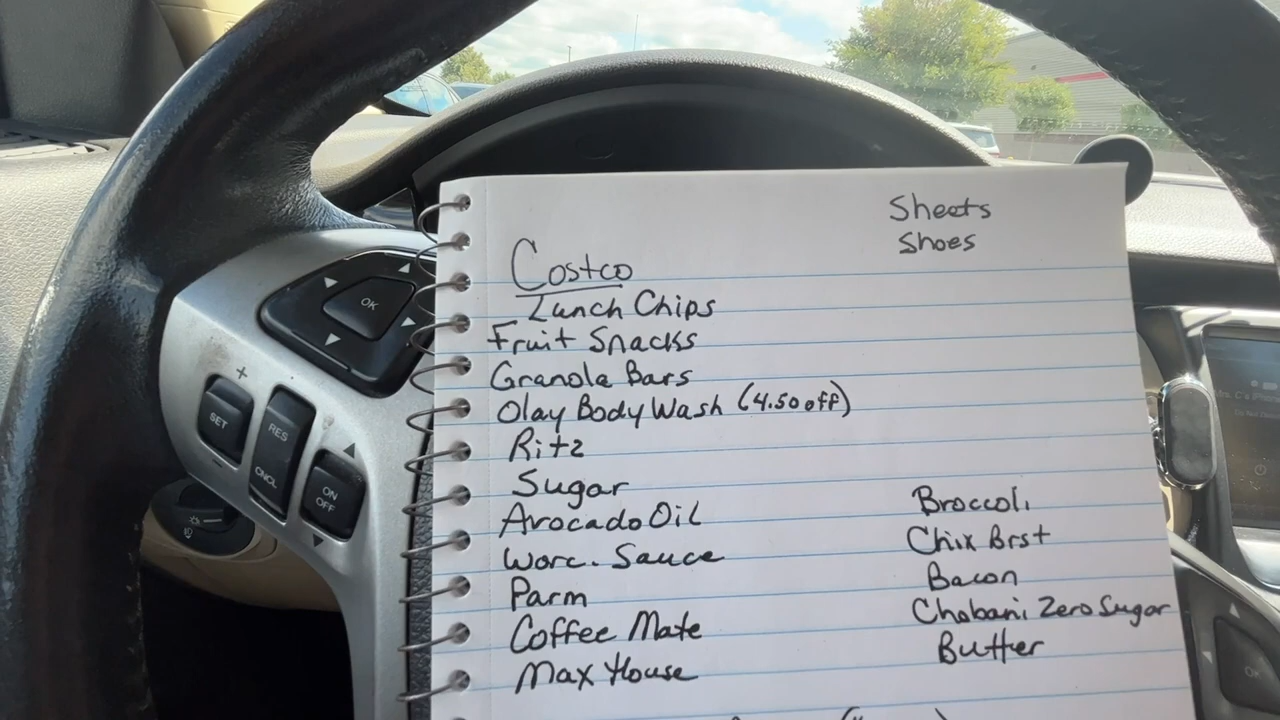 Sheets
Shoes
Costco
Lunch Chips
Fruit Snacks
Granola Bars
Olay Body Wash (4.50 off)
Ritz
Sugar
Avocado Oil
Worc. Sauce
Parm
Coffee Mate
Max House
Broccoli
Chix Brst
Bacon
Chobani Zero Sugar
Butter
OK
+
SET
-
RES
CNCL
ON
OFF
OK